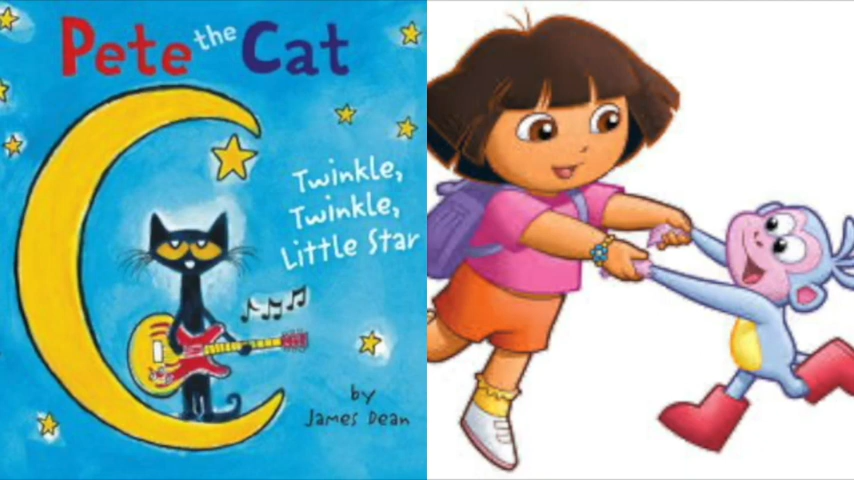 Pete the Cat
Twinkle,
Twinkle,
Little Star
by
James Dean